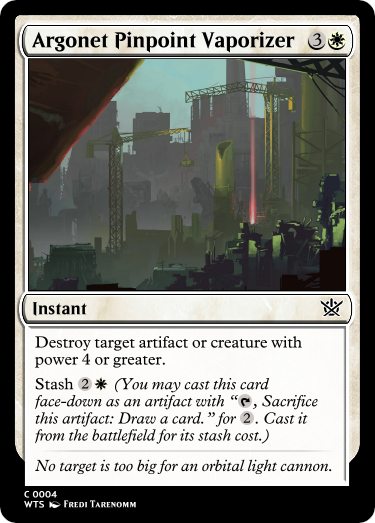 Argonet Pinpoint Vaporizer 3
Instant
Destroy target artifact or creature with
power 4 or greater.
Stash 2 (You may cast this card
face-down as an artifact with “, Sacrifice
this artifact: Draw a card.” for 2. Cast it
from the battlefield for its stash cost.)
No target is too big for an orbital light cannon.
C 0004
WTS Fredi Tarenomm